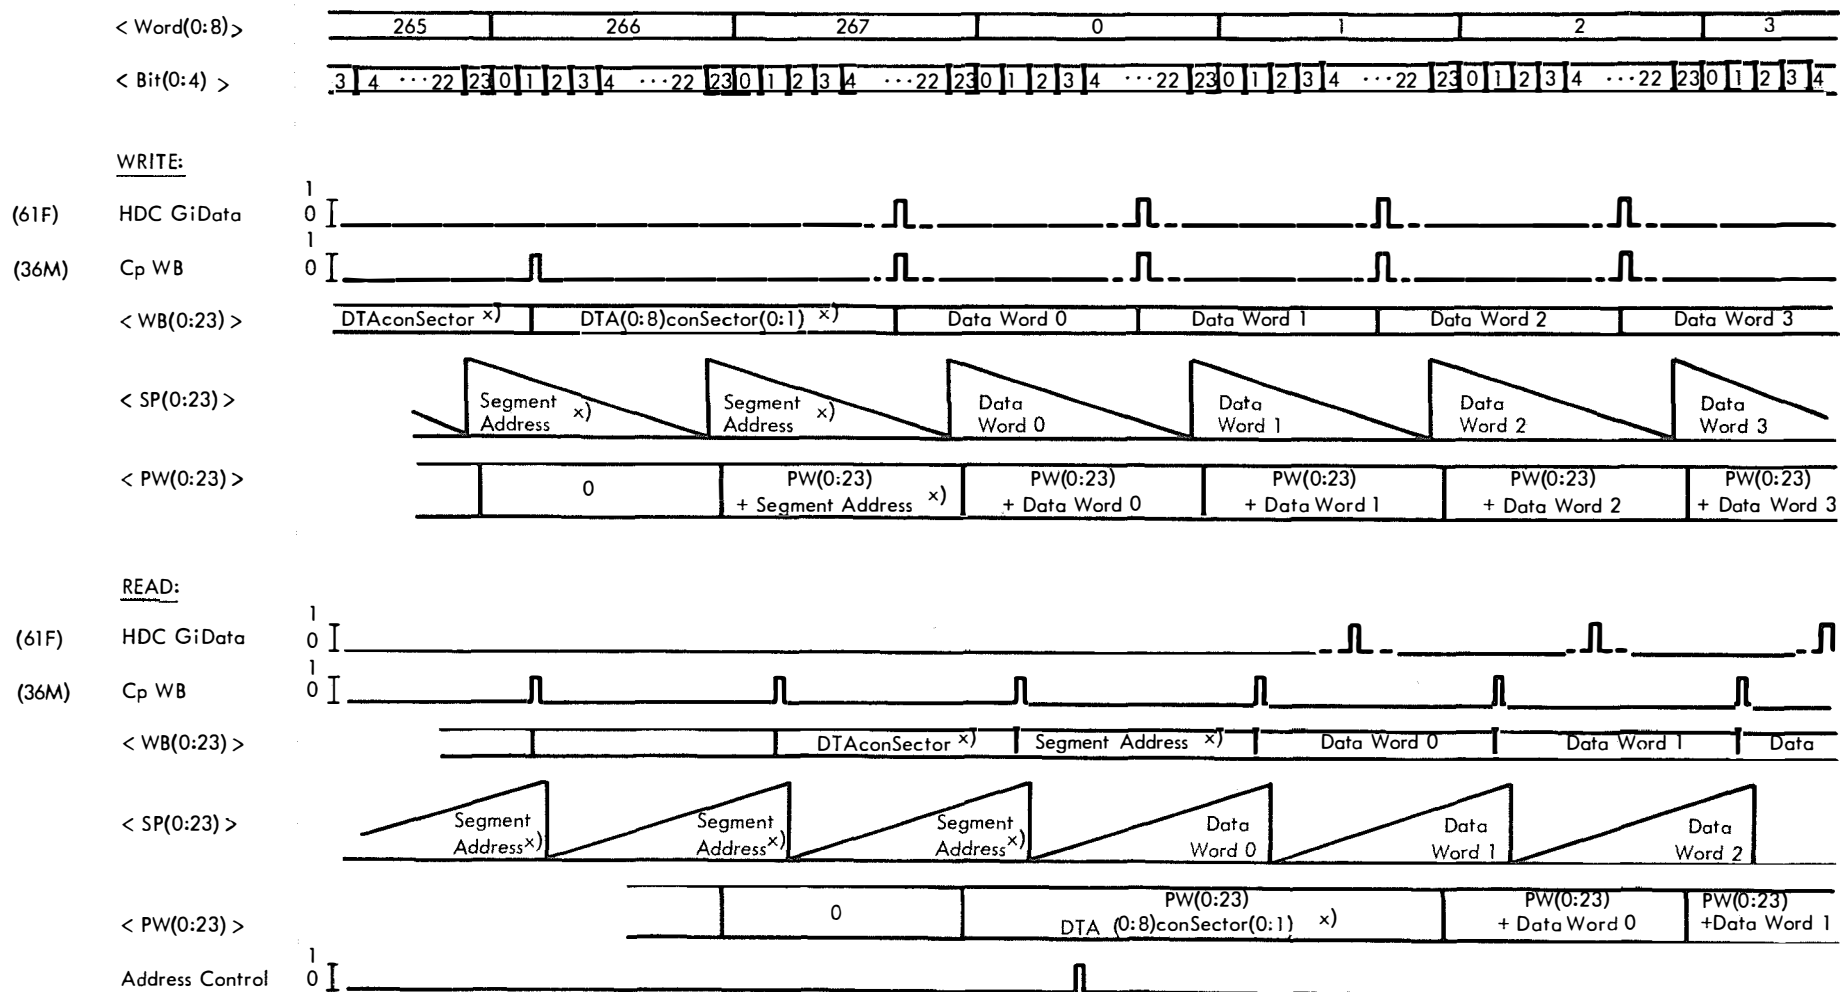 < Word(0:8) > 265 266 267 0 1 2 3
< Bit(0:4) > 3 4 ···22 23 0 1 2 3 4 ···22 23 0 1 2 3 4 ···22 23 0 1 2 3 4 ···22 23 0 1 2 3 4 ···22 23 0 1 2 3 4 ···22 23 0 1 2 3 4
WRITE:
(61F) HDC GiData 1 0
(36M) Cp WB 1 0
< WB(0:23) > DTAconSector x) DTA(0:8)conSector(0:1) x) Data Word 0 Data Word 1 Data Word 2 Data Word 3
< SP(0:23) > Segment Address x) Segment Address x) Data Word 0 Data Word 1 Data Word 2 Data Word 3
< PW(0:23) > 0 PW(0:23) + Segment Address x) PW(0:23) + Data Word 0 PW(0:23) + Data Word 1 PW(0:23) + Data Word 2 PW(0:23) + Data Word 3
READ:
(61F) HDC GiData 1 0
(36M) Cp WB 1 0
< WB(0:23) > DTAconSector x) Segment Address x) Data Word 0 Data Word 1 Data
< SP(0:23) > Segment Address x) Segment Address x) Segment Address x) Data Word 0 Data Word 1 Data Word 2
< PW(0:23) > 0 PW(0:23) DTA (0:8)conSector(0:1) x) PW(0:23) + Data Word 0 PW(0:23) +Data Word 1
Address Control 1 0